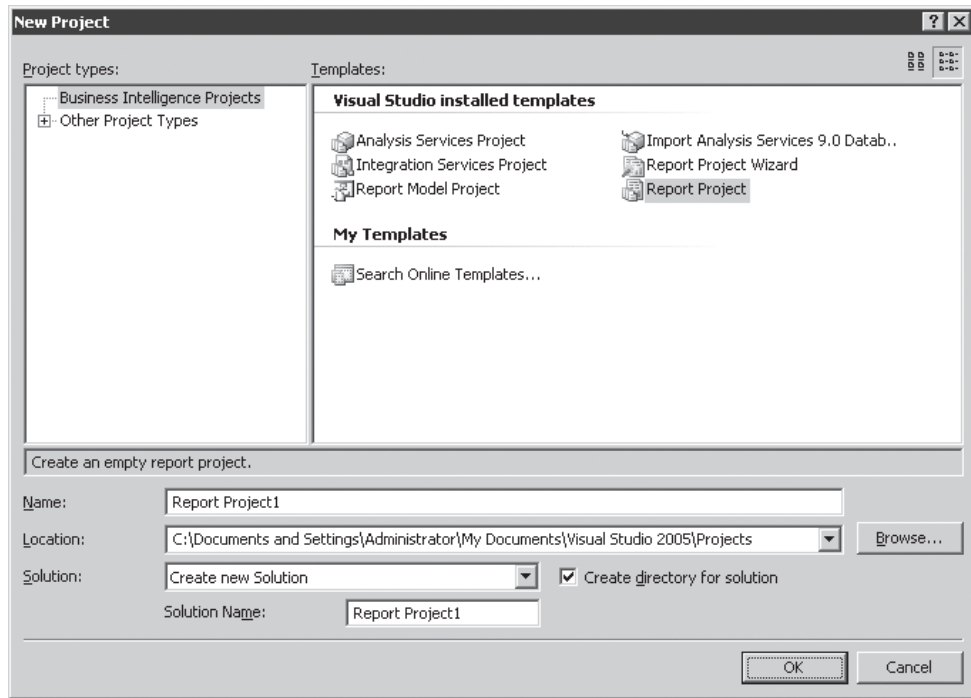 New Project
Project types:
Templates:
Business Intelligence Projects
Other Project Types
Visual Studio installed templates
Analysis Services Project
Import Analysis Services 9.0 Datab..
Integration Services Project
Report Project Wizard
Report Model Project
Report Project
My Templates
Search Online Templates...
Create an empty report project.
Name:
Report Project1
Location:
C:\Documents and Settings\Administrator\My Documents\Visual Studio 2005\Projects
Browse...
Solution:
Create new Solution
Create directory for solution
Solution Name:
Report Project1
OK
Cancel